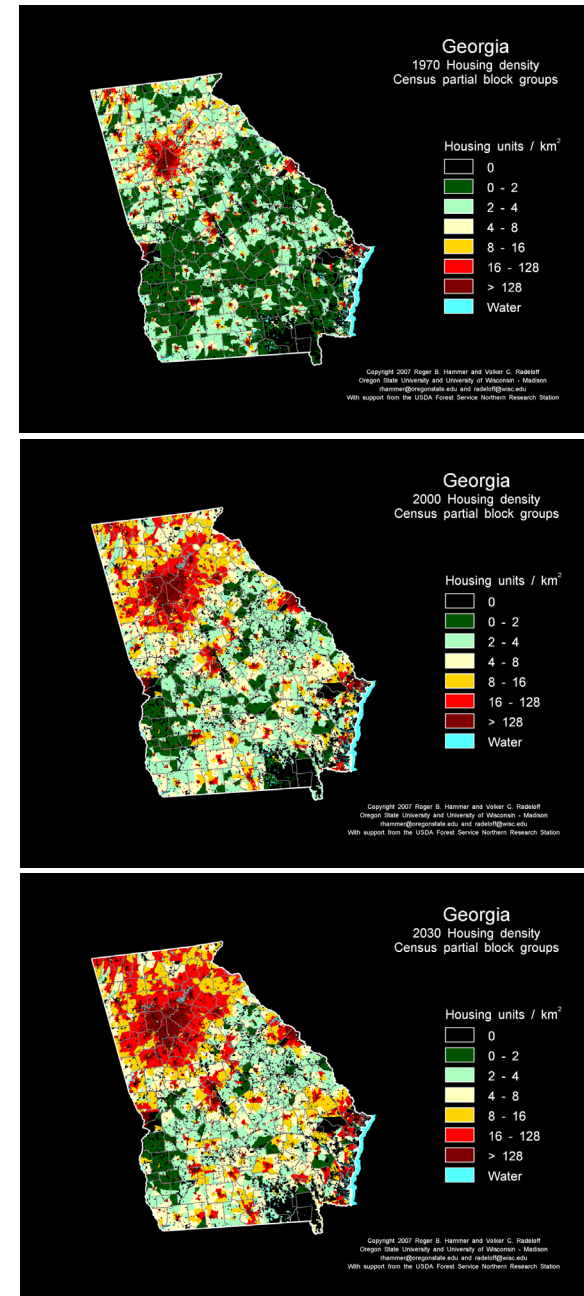 Georgia
1970 Housing density
Census partial block groups
Housing units / km²
0
0 - 2
2 - 4
4 - 8
8 - 16
16 - 128
> 128
Water
Copyright 2007 Roger B. Hammer and Volker C. Radeloff
Oregon State University and University of Wisconsin - Madison
rhammer@oregonstate.edu and radeloff@wisc.edu
With support from the USDA Forest Service Northern Research Station
Georgia
2000 Housing density
Census partial block groups
Housing units / km²
0
0 - 2
2 - 4
4 - 8
8 - 16
16 - 128
> 128
Water
Copyright 2007 Roger B. Hammer and Volker C. Radeloff
Oregon State University and University of Wisconsin - Madison
rhammer@oregonstate.edu and radeloff@wisc.edu
With support from the USDA Forest Service Northern Research Station
Georgia
2030 Housing density
Census partial block groups
Housing units / km²
0
0 - 2
2 - 4
4 - 8
8 - 16
16 - 128
> 128
Water
Copyright 2007 Roger B. Hammer and Volker C. Radeloff
Oregon State University and University of Wisconsin - Madison
rhammer@oregonstate.edu and radeloff@wisc.edu
With support from the USDA Forest Service Northern Research Station